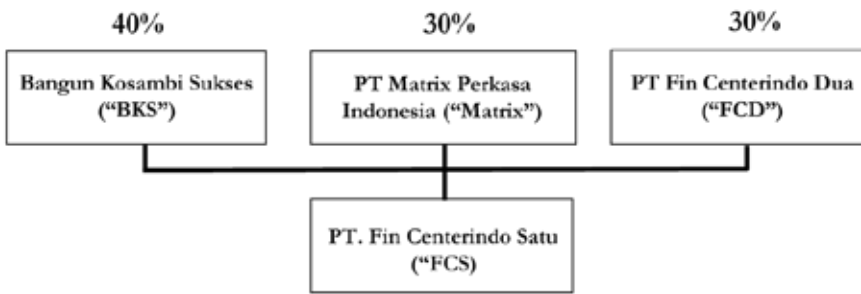 40%
30%
30%
Bangun Kosambi Sukses
(“BKS”)
PT Matrix Perkasa
Indonesia (“Matrix”)
PT Fin Centerindo Dua
(“FCD”)
PT. Fin Centerindo Satu
(“FCS)